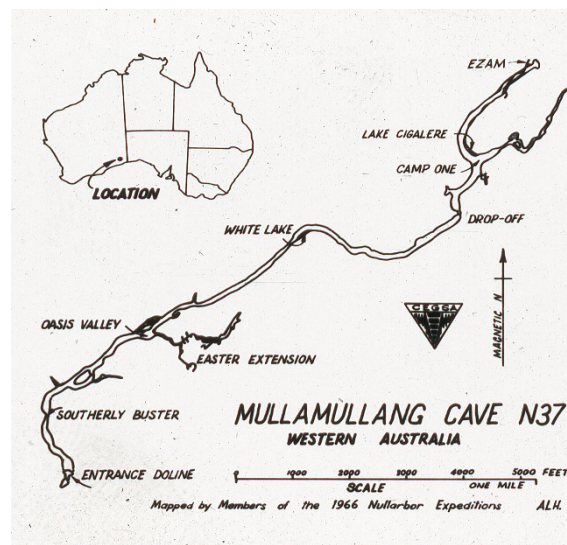 EZAM
LAKE CIGALERE
CAMP ONE
LOCATION
DROP-OFF
WHITE LAKE
MAGNETIC N
CEGSA
OASIS VALLEY
EASTER EXTENSION
SOUTHERLY BUSTER
MULLAMULLANG CAVE N37
WESTERN AUSTRALIA
ENTRANCE DOLINE
0 1000 2000 3000 4000 5000 FEET
SCALE
ONE MILE
Mapped by Members of the 1966 Nullarbor Expeditions
ALH.